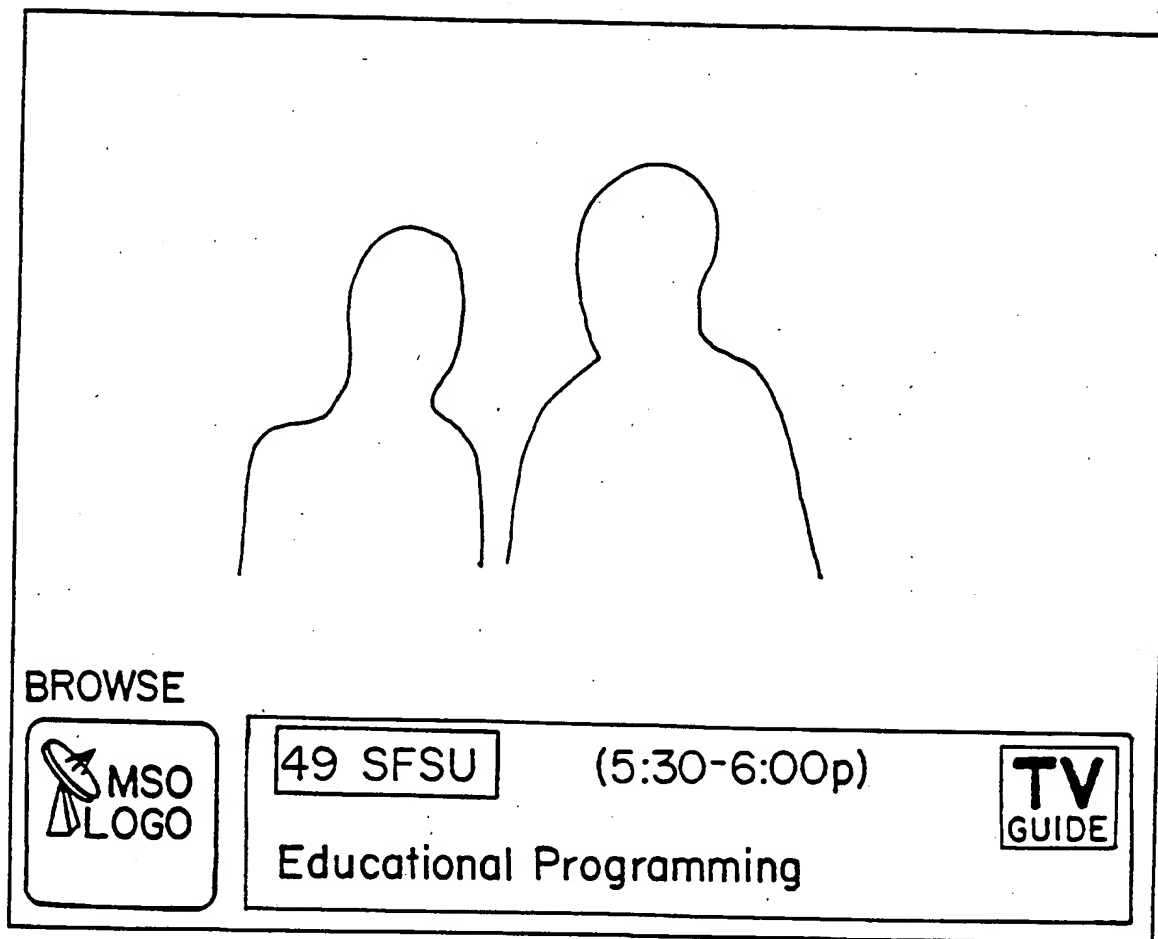 BROWSE
MSO
LOGO
49 SFSU (5:30-6:00p)
Educational Programming
TV
GUIDE